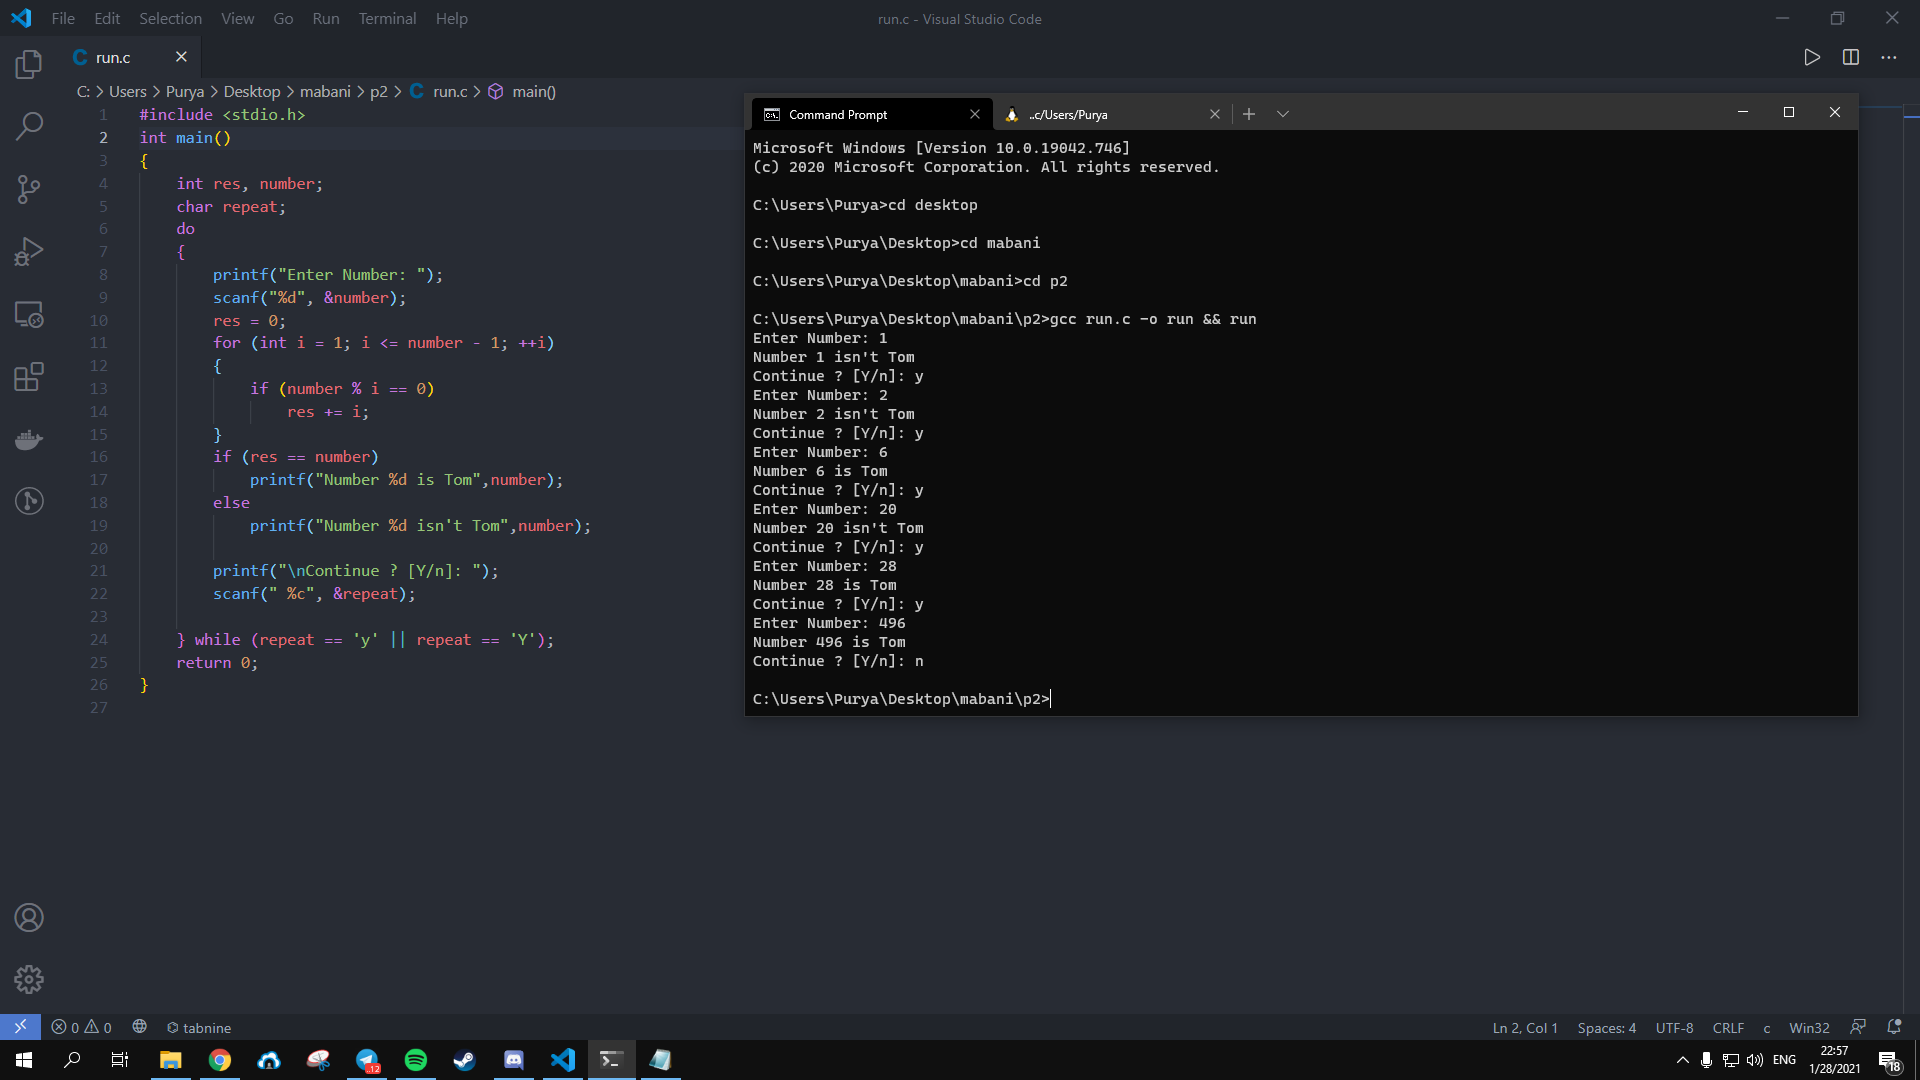 File Edit Selection View Go Run Terminal Help
run.c - Visual Studio Code
run.c
C: > Users > Purya > Desktop > mabani > p2 > C run.c > main()
1 #include <stdio.h>
2 int main()
3 {
4     int res, number;
5     char repeat;
6     do
7     {
8         printf("Enter Number: ");
9         scanf("%d", &number);
10         res = 0;
11         for (int i = 1; i <= number - 1; ++i)
12         {
13             if (number % i == 0)
14                 res += i;
15         }
16         if (res == number)
17             printf("Number %d is Tom",number);
18         else
19             printf("Number %d isn't Tom",number);
20
21         printf("\nContinue ? [Y/n]: ");
22         scanf(" %c", &repeat);
23
24     } while (repeat == 'y' || repeat == 'Y');
25     return 0;
26 }
27
Command Prompt
..c/Users/Purya
Microsoft Windows [Version 10.0.19042.746]
(c) 2020 Microsoft Corporation. All rights reserved.
C:\Users\Purya>cd desktop
C:\Users\Purya\Desktop>cd mabani
C:\Users\Purya\Desktop\mabani>cd p2
C:\Users\Purya\Desktop\mabani\p2>gcc run.c -o run && run
Enter Number: 1
Number 1 isn't Tom
Continue ? [Y/n]: y
Enter Number: 2
Number 2 isn't Tom
Continue ? [Y/n]: y
Enter Number: 6
Number 6 is Tom
Continue ? [Y/n]: y
Enter Number: 20
Number 20 isn't Tom
Continue ? [Y/n]: y
Enter Number: 28
Number 28 is Tom
Continue ? [Y/n]: y
Enter Number: 496
Number 496 is Tom
Continue ? [Y/n]: n
C:\Users\Purya\Desktop\mabani\p2>
0 0 tabnine
Ln 2, Col 1 Spaces: 4 UTF-8 CRLF c Win32
..12
ENG
22:57
1/28/2021
18